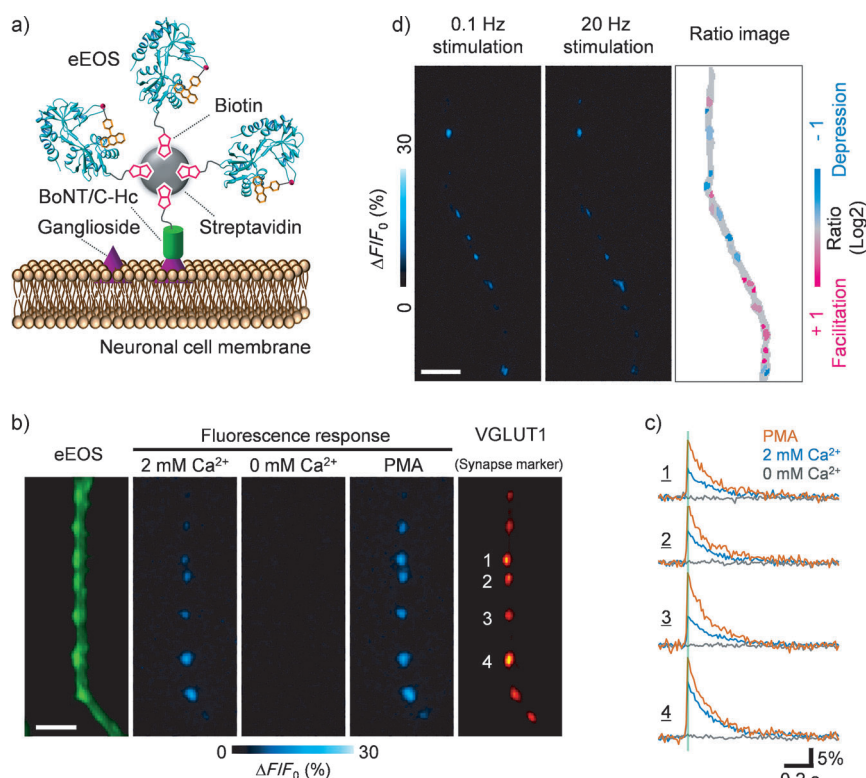 a)
eEOS
Biotin
BoNT/C-Hc
Ganglioside
Streptavidin
Neuronal cell membrane
d)
0.1 Hz
stimulation
20 Hz
stimulation
Ratio image
0 30
ΔF/F₀ (%)
+ 1 - 1
Facilitation Depression
Ratio
(Log2)
b)
eEOS
Fluorescence response
2 mM Ca²⁺
0 mM Ca²⁺
PMA
VGLUT1
(Synapse marker)
1
2
3
4
0 30
ΔF/F₀ (%)
c)
PMA
2 mM Ca²⁺
0 mM Ca²⁺
1
2
3
4
5%